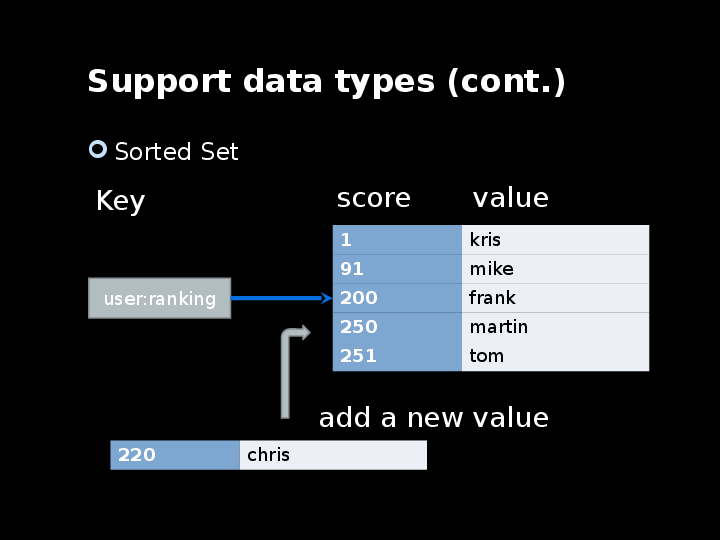 Support data types (cont.)
Sorted Set
Key score value
1 kris
91 mike
user:ranking 200 frank
250 martin
251 tom
add a new value
220 chris